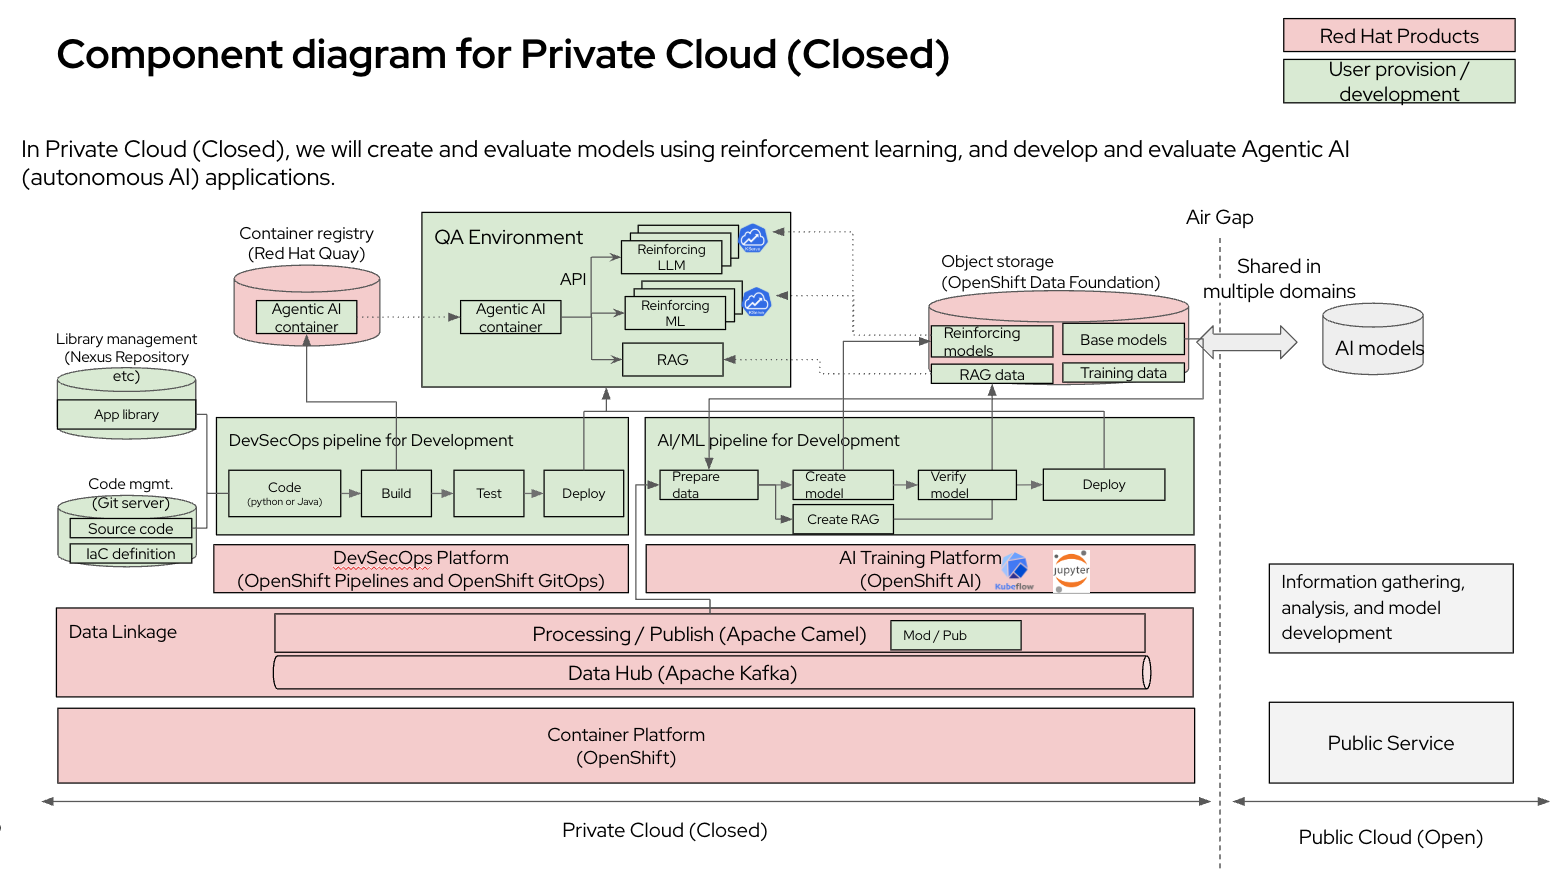 Component diagram for Private Cloud (Closed)
Red Hat Products
User provision /
development
In Private Cloud (Closed), we will create and evaluate models using reinforcement learning, and develop and evaluate Agentic AI
(autonomous AI) applications.
Container registry
(Red Hat Quay)
Agentic AI
container
QA Environment
API
Agentic AI
container
Reinforcing
LLM
Reinforcing
ML
RAG
Object storage
(OpenShift Data Foundation)
Reinforcing
models
Base models
RAG data
Training data
Air Gap
Shared in
multiple domains
AI models
Library management
(Nexus Repository
etc)
App library
Code mgmt.
(Git server)
Source code
IaC definition
DevSecOps pipeline for Development
Code
(python or Java)
Build
Test
Deploy
AI/ML pipeline for Development
Prepare
data
Create
model
Verify
model
Deploy
Create RAG
DevSecOps Platform
(OpenShift Pipelines and OpenShift GitOps)
AI Training Platform
(OpenShift AI)
Kubeflow
jupyter
Data Linkage
Processing / Publish (Apache Camel)
Mod / Pub
Data Hub (Apache Kafka)
Container Platform
(OpenShift)
Information gathering,
analysis, and model
development
Public Service
Private Cloud (Closed)
Public Cloud (Open)